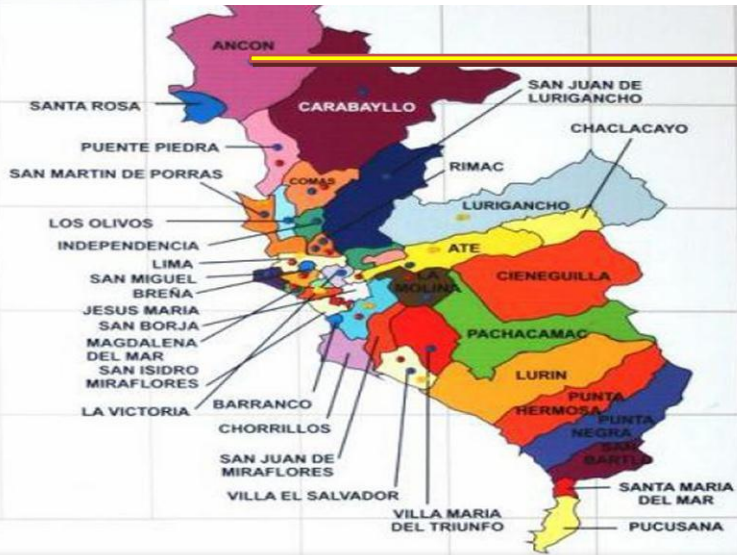 ANCON
SAN JUAN DE
LURIGANCHO
SANTA ROSA
CARABAYLLO
CHACLACAYO
PUENTE PIEDRA
RIMAC
SAN MARTIN DE PORRAS
COMAS
LURIGANCHO
LOS OLIVOS
INDEPENDENCIA
ATE
LIMA
SAN MIGUEL
LA
MOLINA
CIENEGUILLA
BREÑA
JESUS MARIA
SAN BORJA
PACHACAMAC
MAGDALENA
DEL MAR
SAN ISIDRO
MIRAFLORES
LURIN
LA VICTORIA
BARRANCO
PUNTA
HERMOSA
CHORRILLOS
PUNTA
NEGRA
SAN
BARTLO
SAN JUAN DE
MIRAFLORES
VILLA EL SALVADOR
SANTA MARIA
DEL MAR
VILLA MARIA
DEL TRIUNFO
PUCUSANA